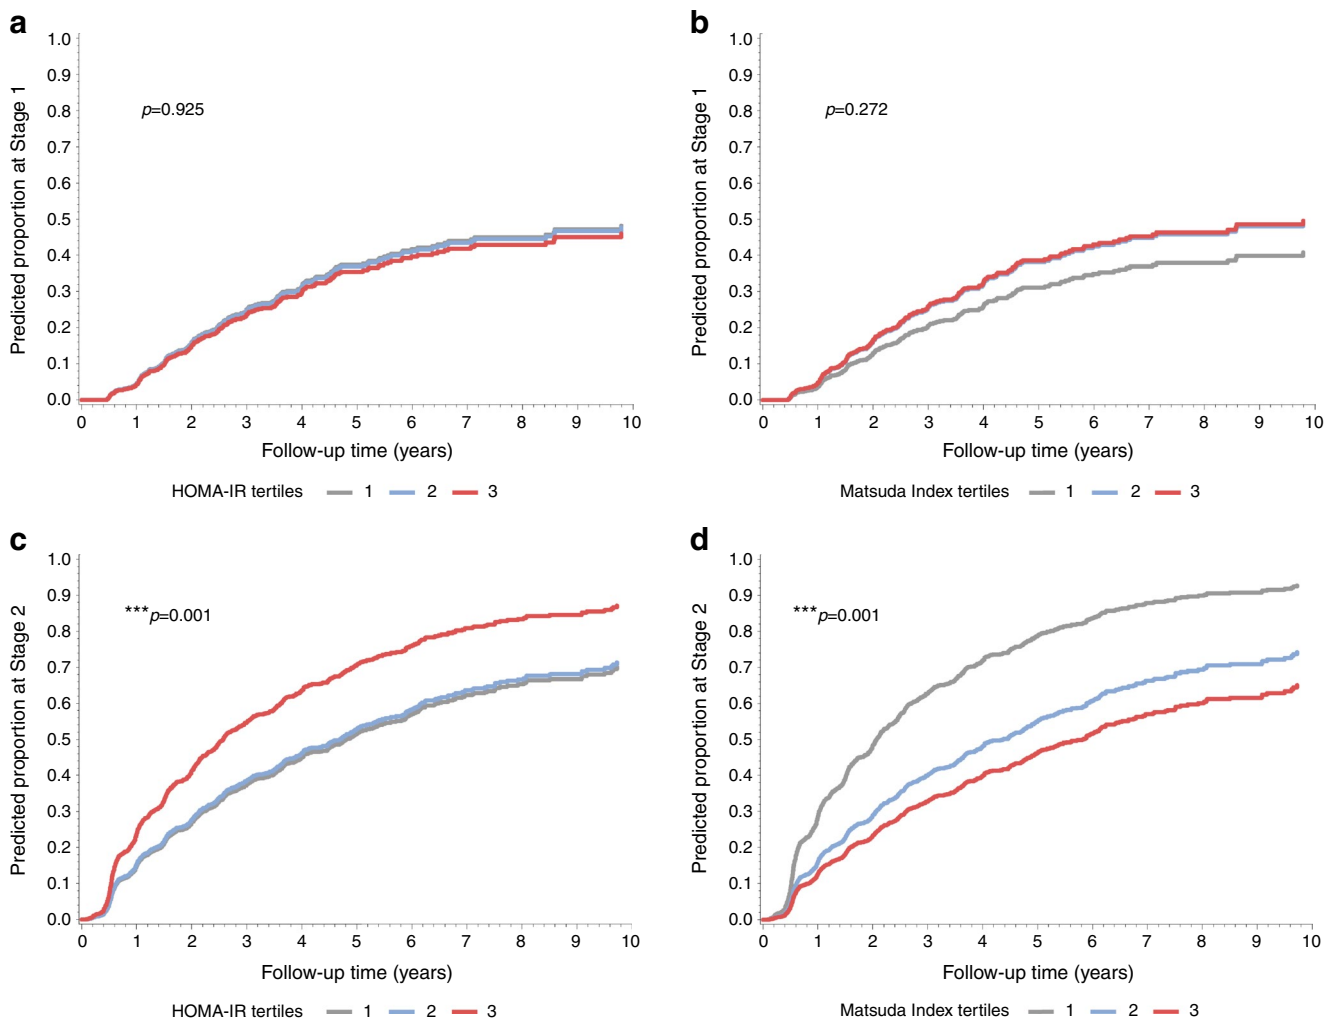 a
Predicted proportion at Stage 1
1.0
0.9
0.8
0.7
0.6
0.5
0.4
0.3
0.2
0.1
0.0
p=0.925
0 1 2 3 4 5 6 7 8 9 10
Follow-up time (years)
HOMA-IR tertiles 1 2 3
b
Predicted proportion at Stage 1
1.0
0.9
0.8
0.7
0.6
0.5
0.4
0.3
0.2
0.1
0.0
p=0.272
0 1 2 3 4 5 6 7 8 9 10
Follow-up time (years)
Matsuda Index tertiles 1 2 3
c
Predicted proportion at Stage 2
1.0
0.9
0.8
0.7
0.6
0.5
0.4
0.3
0.2
0.1
0.0
***p=0.001
0 1 2 3 4 5 6 7 8 9 10
Follow-up time (years)
HOMA-IR tertiles 1 2 3
d
Predicted proportion at Stage 2
1.0
0.9
0.8
0.7
0.6
0.5
0.4
0.3
0.2
0.1
0.0
***p=0.001
0 1 2 3 4 5 6 7 8 9 10
Follow-up time (years)
Matsuda Index tertiles 1 2 3